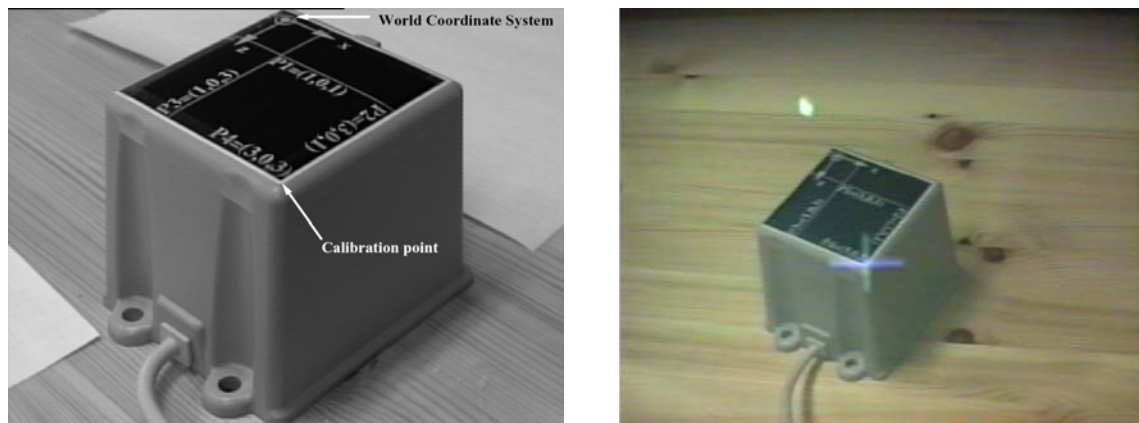 World Coordinate System
z
x
P1=(1,0,1)
P3=(1,0,3)
P2=(3,0,1)
P4=(3,0,3)
Calibration point